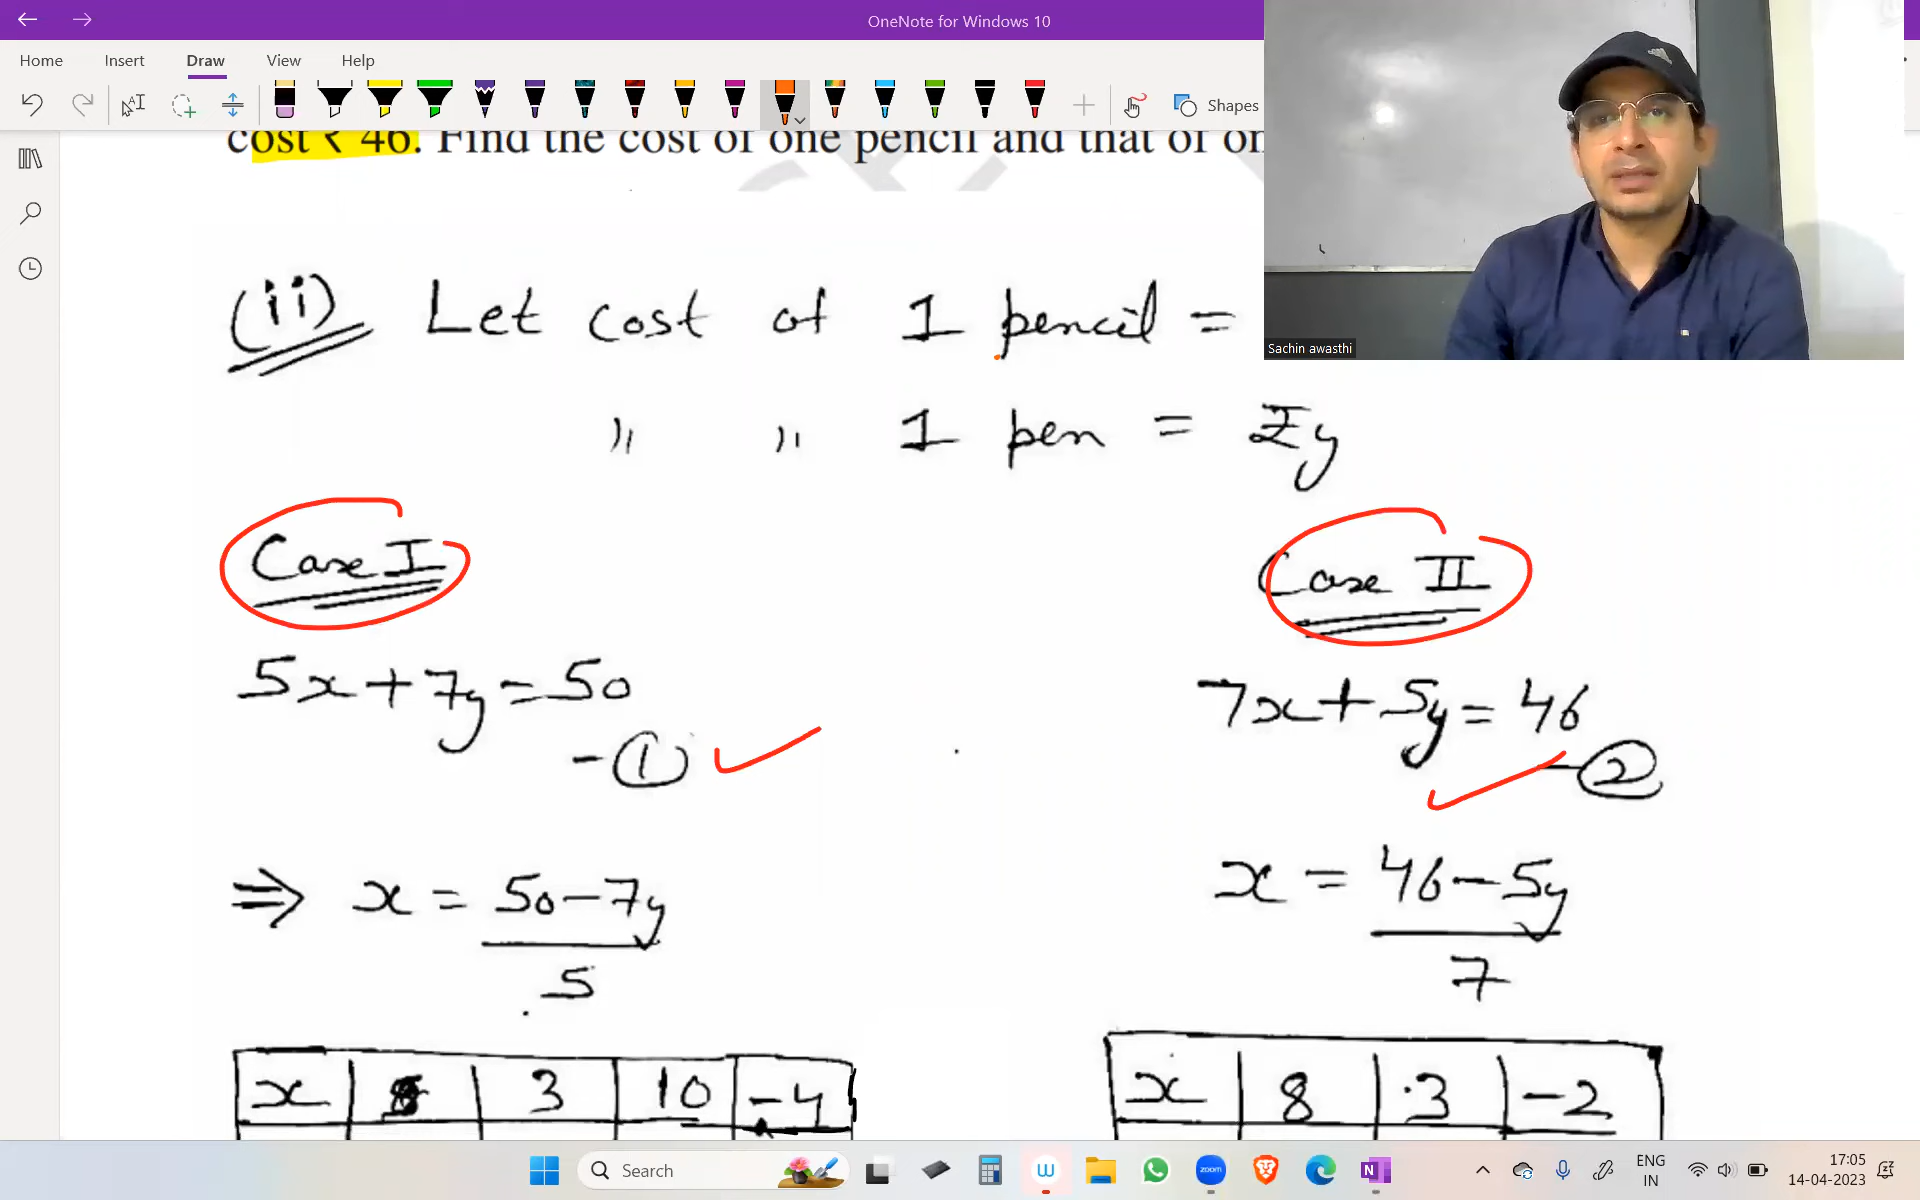 OneNote for Windows 10
Home Insert Draw View Help
Shapes
cost ₹ 46. Find the cost of one pencil and that of on
Sachin awasthi
(ii) Let cost of 1 pencil =
〃 〃 1 pen = ₹y
Case I
Case II
5x+7y=50
-①
7x+5y=46
-②
⇒ x = 50-7y
5
x = 46-5y
7
x 3 10 -4
x 8 3 -2
Search
W
zoom
N
ENG
IN
17:05
14-04-2023